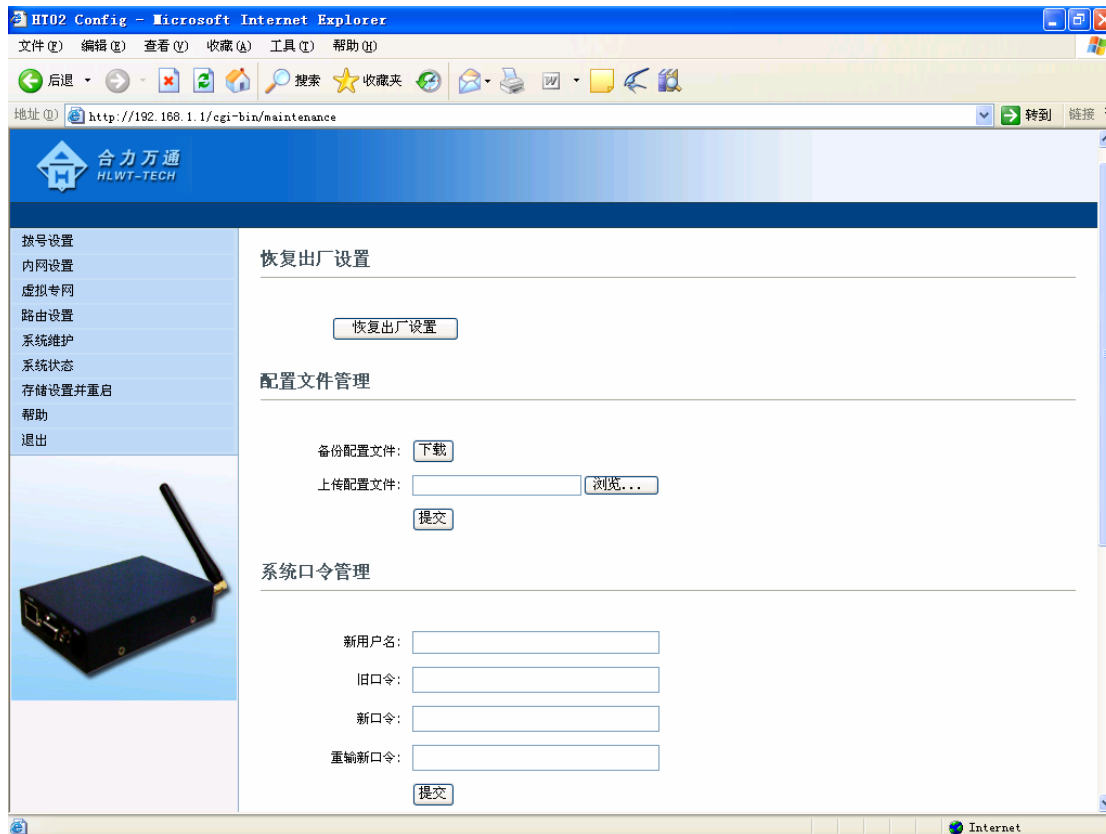 HT02 Config - Microsoft Internet Explorer
文件(F) 编辑(E) 查看(V) 收藏(A) 工具(T) 帮助(H)
后退 搜索 收藏夹
地址(D) http://192.168.1.1/cgi-bin/maintenance 转到 链接
合力万通
HLWT-TECH
拨号设置
内网设置
虚拟专网
路由设置
系统维护
系统状态
存储设置并重启
帮助
退出
恢复出厂设置
恢复出厂设置
配置文件管理
备份配置文件: 下载
上传配置文件: 浏览...
提交
系统口令管理
新用户名:
旧口令:
新口令:
重输新口令:
提交
Internet